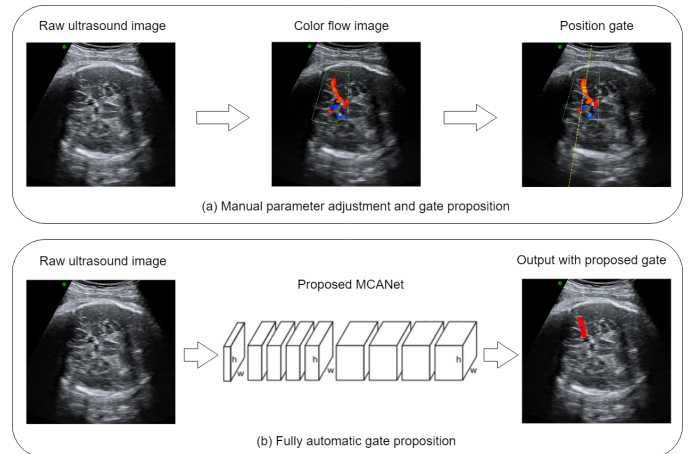 Raw ultrasound image
Color flow image
Position gate
(a) Manual parameter adjustment and gate proposition
Raw ultrasound image
Proposed MCANet
Output with proposed gate
h
w
h
w
h
w
(b) Fully automatic gate proposition